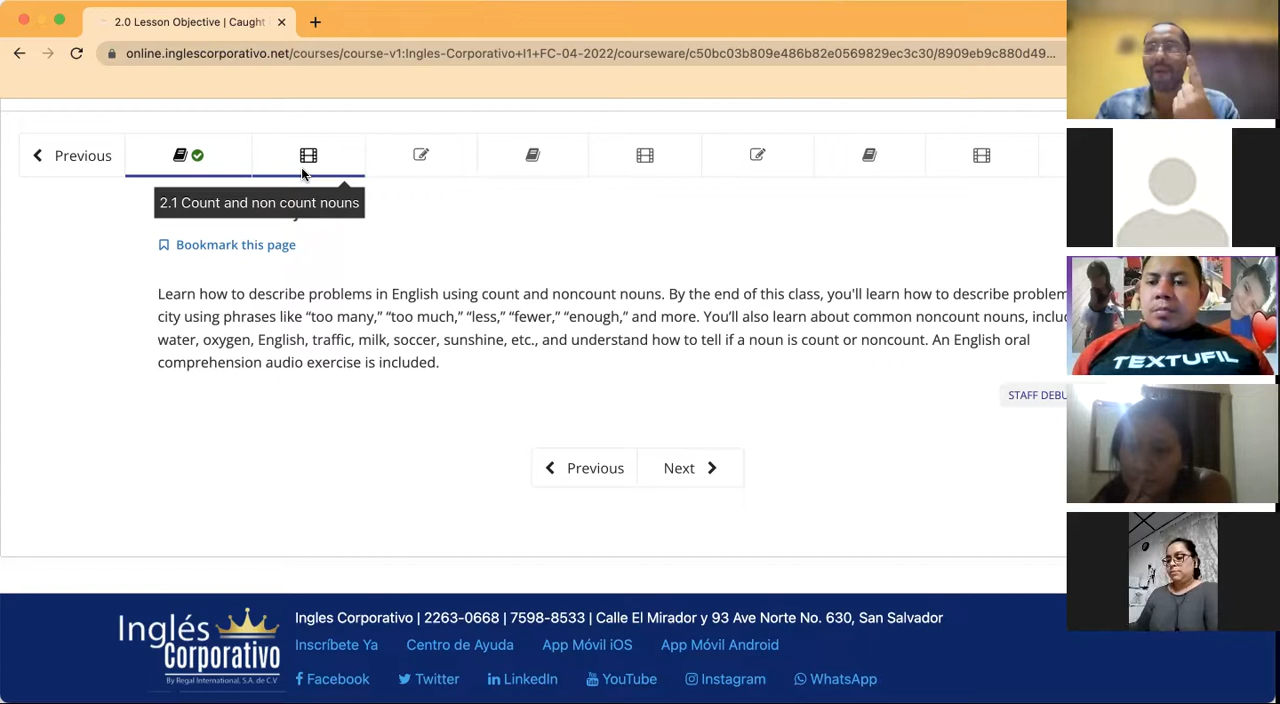 2.0 Lesson Objective | Caught
online.inglescorporativo.net/courses/course-v1:Ingles-Corporativo+I1+FC-04-2022/courseware/c50bc03b809e486b82e0569829ec3c30/8909eb9c880d49...
Previous
2.1 Count and non count nouns
Bookmark this page
Learn how to describe problems in English using count and noncount nouns. By the end of this class, you'll learn how to describe problem
city using phrases like “too many,” “too much,” “less,” “fewer,” “enough,” and more. You’ll also learn about common noncount nouns, inclu
water, oxygen, English, traffic, milk, soccer, sunshine, etc., and understand how to tell if a noun is count or noncount. An English oral
comprehension audio exercise is included.
STAFF DEBU
Previous Next
Inglés Corporativo
By Regal International, S.A. de C.V
Ingles Corporativo | 2263-0668 | 7598-8533 | Calle El Mirador y 93 Ave Norte No. 630, San Salvador
Inscríbete Ya Centro de Ayuda App Móvil iOS App Móvil Android
Facebook Twitter LinkedIn YouTube Instagram WhatsApp
TEXTUFIL